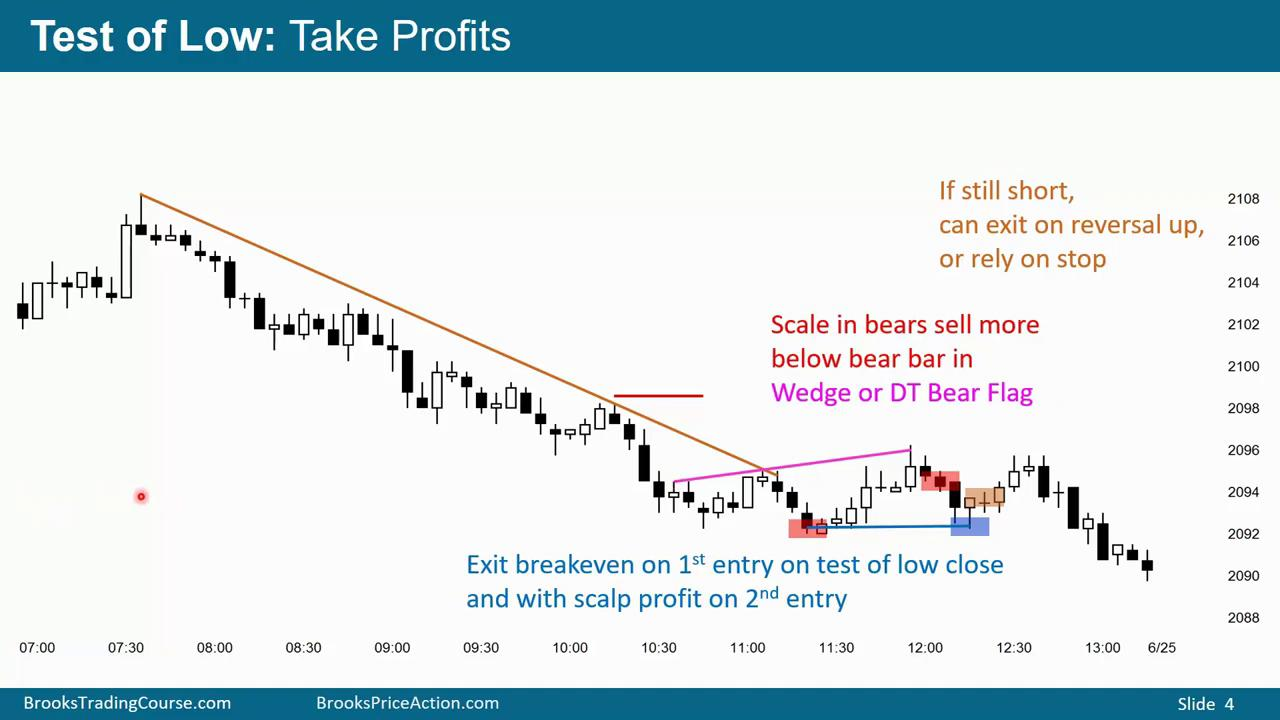 Test of Low: Take Profits
If still short,
can exit on reversal up,
or rely on stop
Scale in bears sell more
below bear bar in
Wedge or DT Bear Flag
Exit breakeven on 1st entry on test of low close
and with scalp profit on 2nd entry
2108
2106
2104
2102
2100
2098
2096
2094
2092
2090
2088
07:00 07:30 08:00 08:30 09:00 09:30 10:00 10:30 11:00 11:30 12:00 12:30 13:00 6/25
BrooksTradingCourse.com BrooksPriceAction.com Slide 4